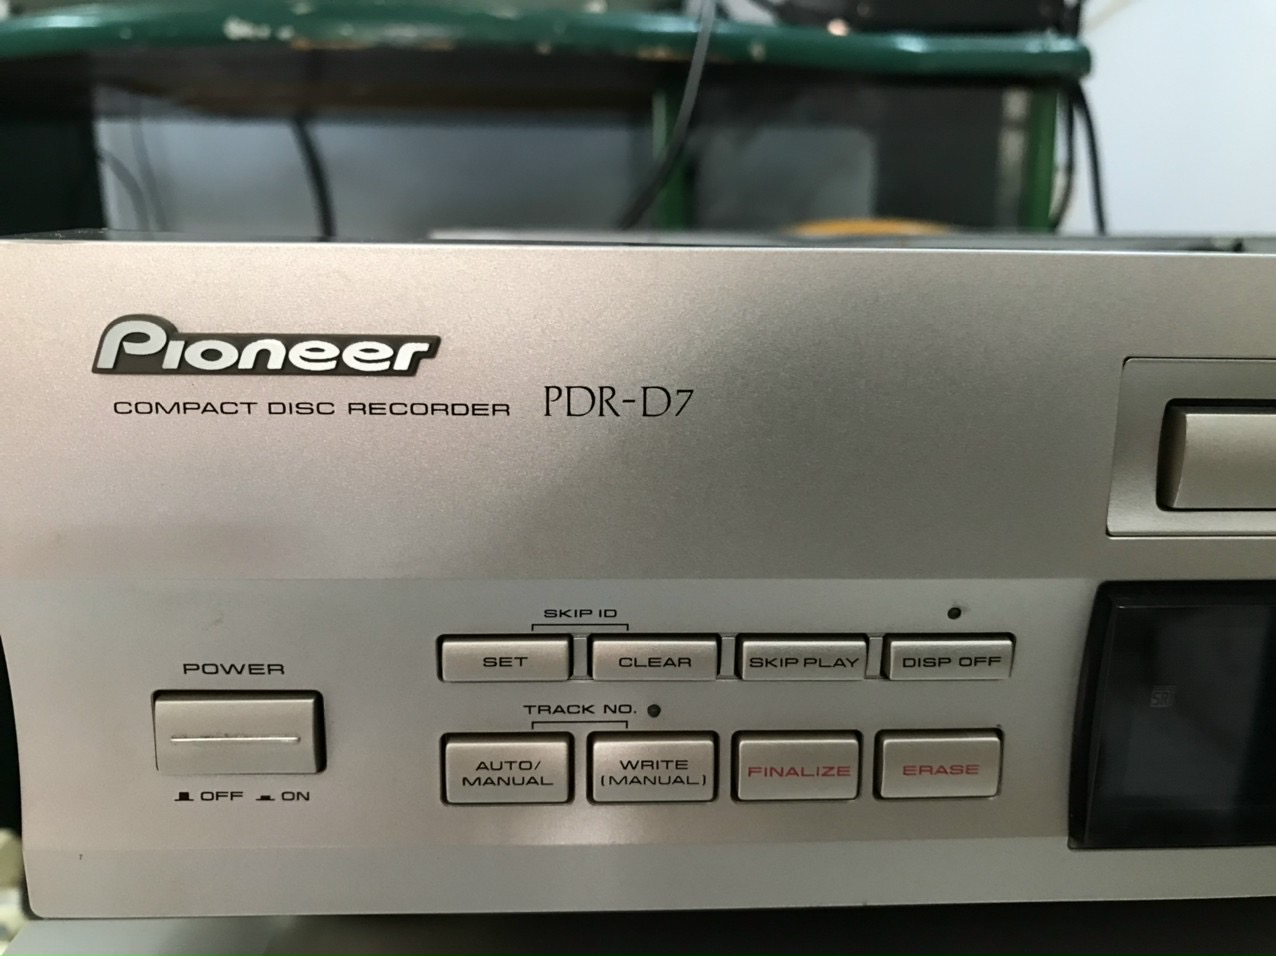 Pioneer
COMPACT DISC RECORDER PDR-D7
SKIP ID
SET CLEAR SKIP PLAY DISP OFF
POWER
TRACK NO.
AUTO/
MANUAL
WRITE
(MANUAL)
FINALIZE
ERASE
OFF ON